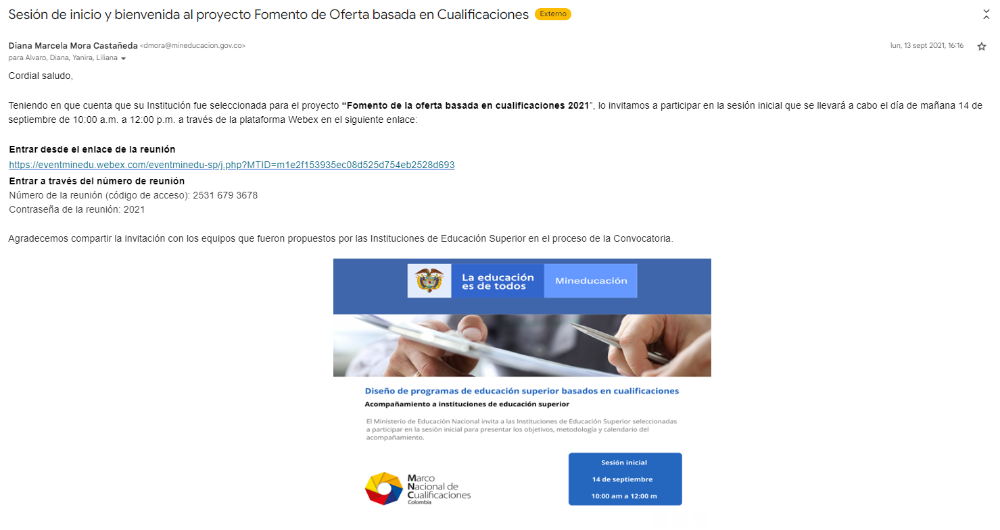 Sesión de inicio y bienvenida al proyecto Fomento de Oferta basada en Cualificaciones Externo
Diana Marcela Mora Castañeda <dmora@mineducacion.gov.co>
lun, 13 sept 2021, 16:16
para Alvaro, Diana, Yanira, Liliana
Cordial saludo,
Teniendo en que cuenta que su Institución fue seleccionada para el proyecto “Fomento de la oferta basada en cualificaciones 2021”, lo invitamos a participar en la sesión inicial que se llevará a cabo el día de mañana 14 de
septiembre de 10:00 a.m. a 12:00 p.m. a través de la plataforma Webex en el siguiente enlace:
Entrar desde el enlace de la reunión
https://eventminedu.webex.com/eventminedu-sp/j.php?MTID=m1e2f153935ec08d525d754eb2528d693
Entrar a través del número de reunión
Número de la reunión (código de acceso): 2531 679 3678
Contraseña de la reunión: 2021
Agradecemos compartir la invitación con los equipos que fueron propuestos por las Instituciones de Educación Superior en el proceso de la Convocatoria.
La educación
es de todos
Mineducación
Diseño de programas de educación superior basados en cualificaciones
Acompañamiento a instituciones de educación superior
El Ministerio de Educación Nacional invita a las Instituciones de Educación Superior seleccionadas
a participar en la sesión inicial para presentar los objetivos, metodología y calendario del
acompañamiento.
Marco
Nacional de
Cualificaciones
Colombia
Sesión inicial
14 de septiembre
10:00 am a 12:00 m